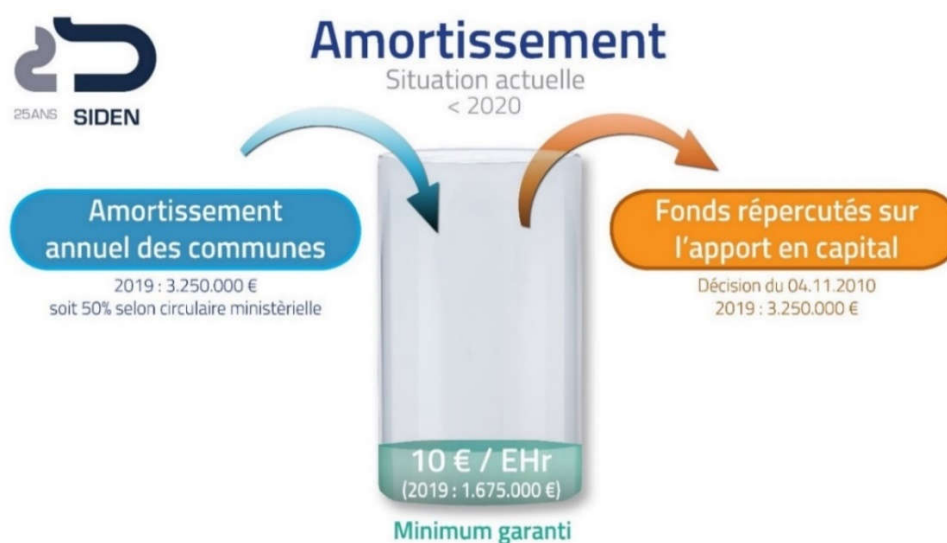 Amortissement
Situation actuelle
< 2020
25ANS SIDEN
Amortissement
annuel des communes
2019 : 3.250.000 €
soit 50% selon circulaire ministèrielle
Fonds répercutés sur
l'apport en capital
Décision du 04.11.2010
2019 : 3.250.000 €
10 € / EHr
(2019 : 1.675.000 €)
Minimum garanti